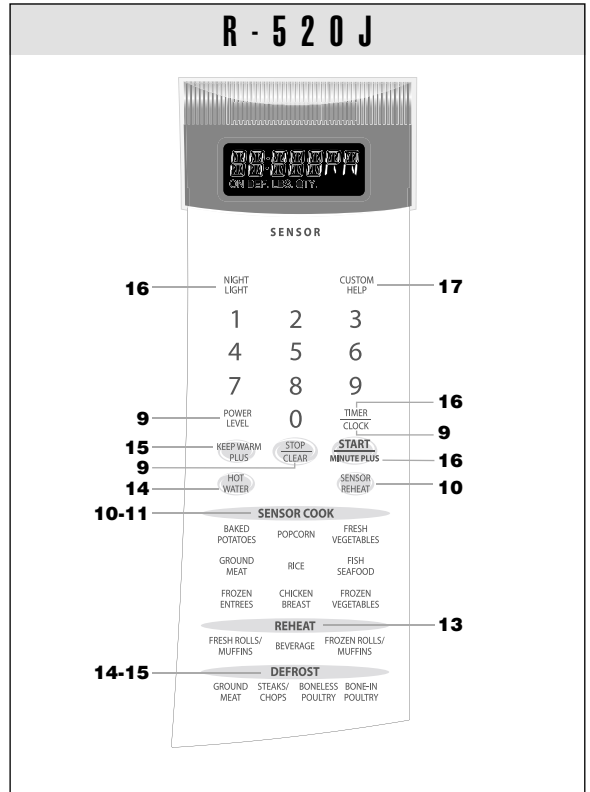 R - 520J
ON DEF. LBS. QTY.
SENSOR
16 NIGHT LIGHT CUSTOM HELP 17
1 2 3
4 5 6
7 8 9
9 POWER LEVEL 0 TIMER 16
CLOCK 9
15 KEEP WARM PLUS STOP START
9 CLEAR MINUTE PLUS 16
14 HOT WATER SENSOR REHEAT 10
10-11 SENSOR COOK
BAKED POTATOES POPCORN FRESH VEGETABLES
GROUND MEAT RICE FISH SEAFOOD
FROZEN ENTREES CHICKEN BREAST FROZEN VEGETABLES
REHEAT 13
FRESH ROLLS/ MUFFINS BEVERAGE FROZEN ROLLS/ MUFFINS
14-15 DEFROST
GROUND MEAT STEAKS/ CHOPS BONELESS POULTRY BONE-IN POULTRY